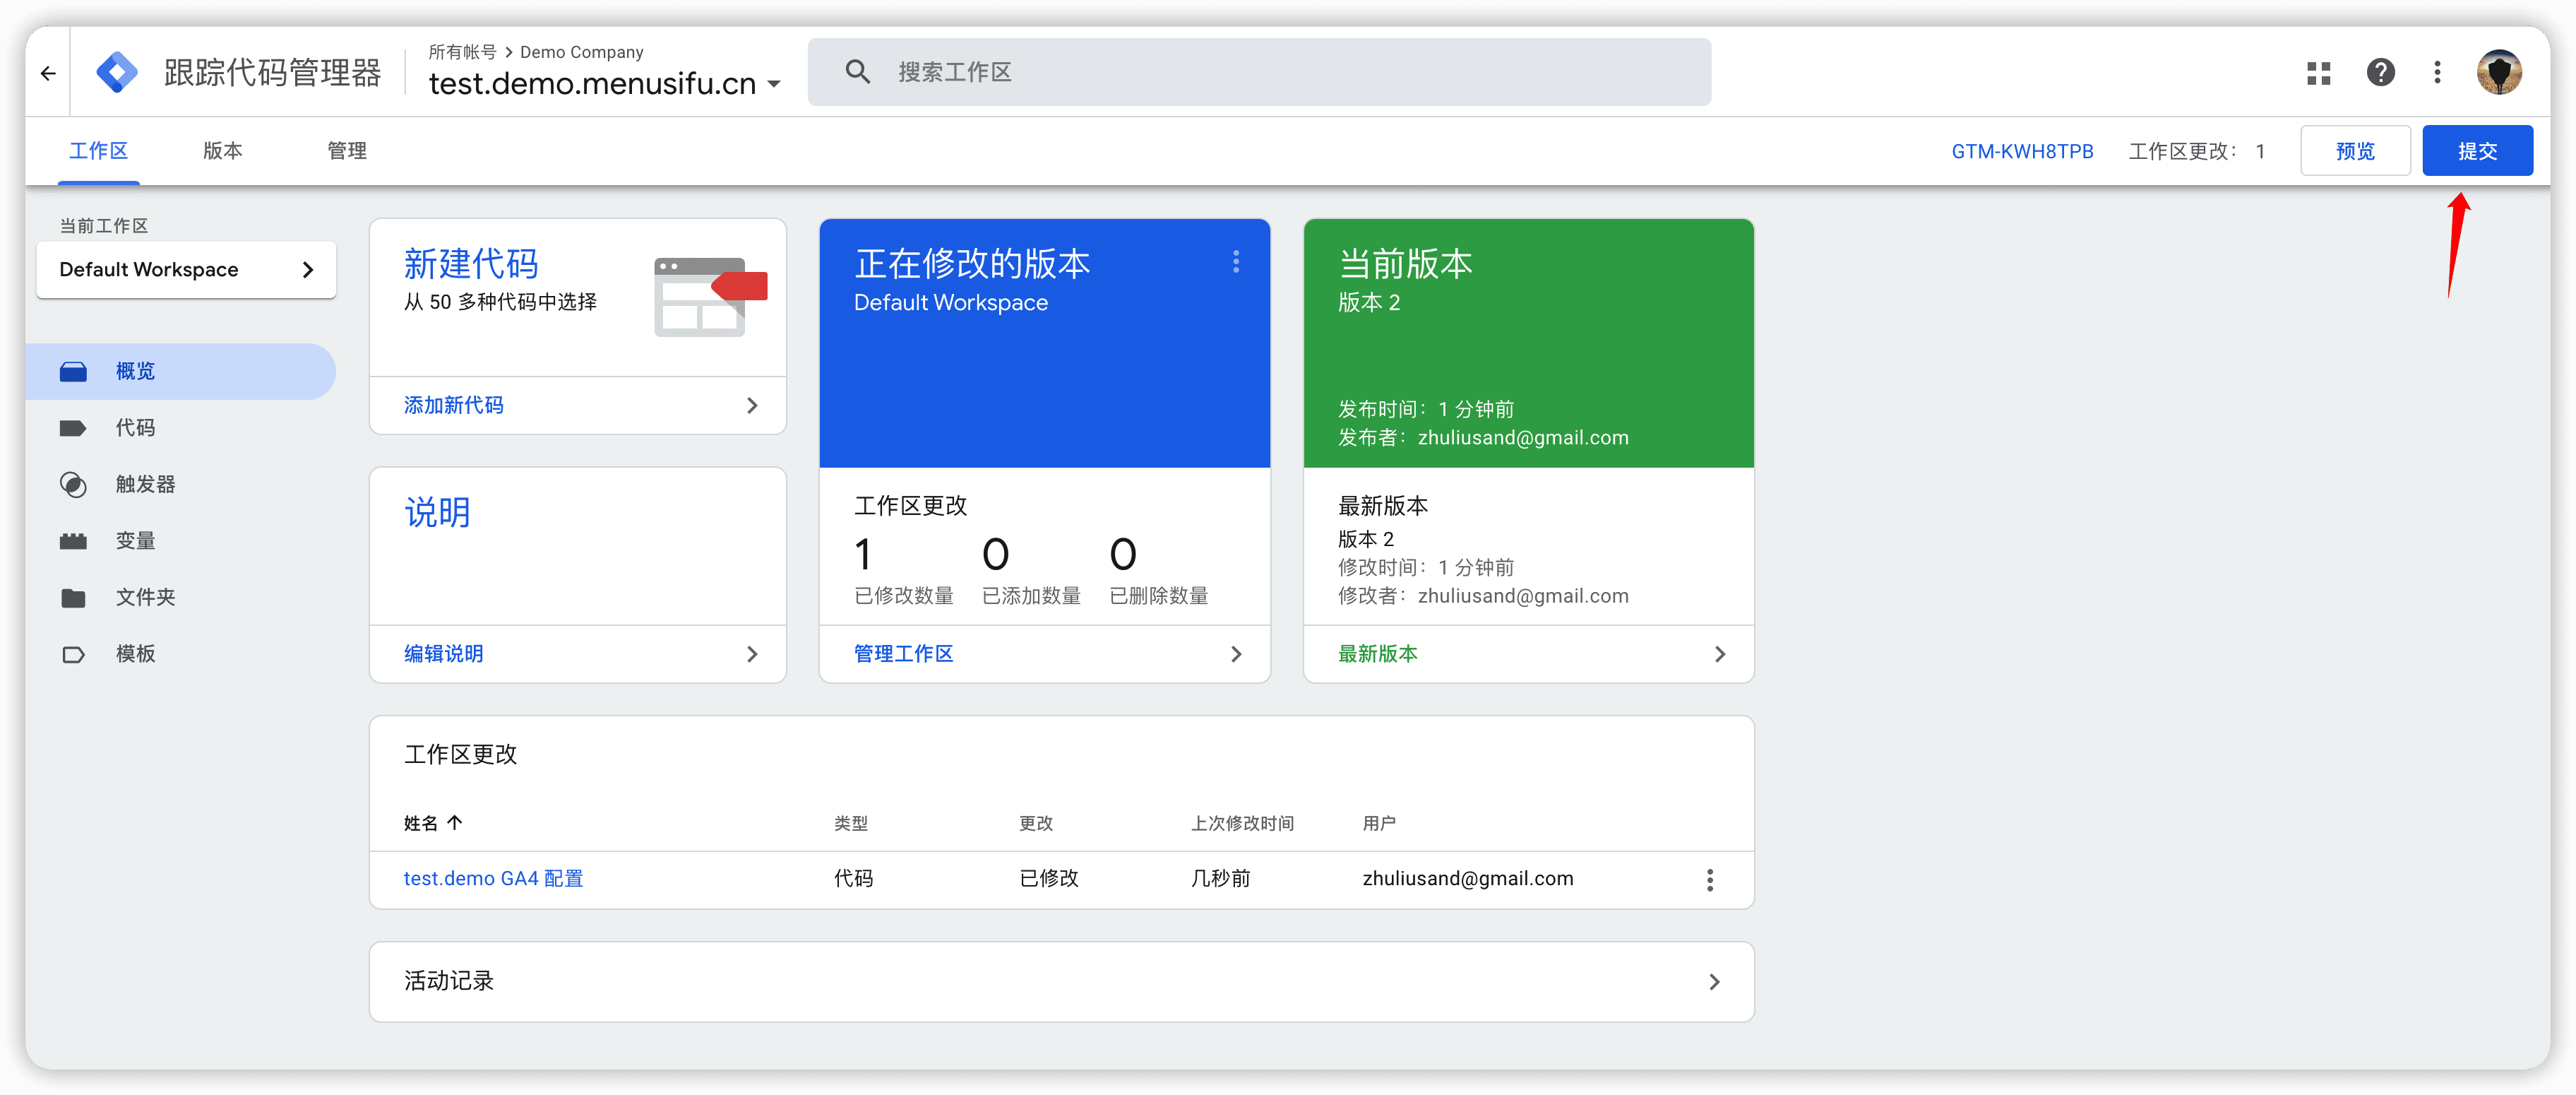 跟踪代码管理器
所有帐号 > Demo Company
test.demo.menusifu.cn
搜索工作区
工作区
版本
管理
GTM-KWH8TPB
工作区更改： 1
预览
提交
当前工作区
Default Workspace
概览
代码
触发器
变量
文件夹
模板
新建代码
从 50 多种代码中选择
添加新代码
说明
编辑说明
正在修改的版本
Default Workspace
工作区更改
1 0 0
已修改数量 已添加数量 已删除数量
管理工作区
当前版本
版本 2
发布时间：1 分钟前
发布者：zhuliusand@gmail.com
最新版本
版本 2
修改时间：1 分钟前
修改者：zhuliusand@gmail.com
最新版本
工作区更改
姓名 类型 更改 上次修改时间 用户
test.demo GA4 配置 代码 已修改 几秒前 zhuliusand@gmail.com
活动记录